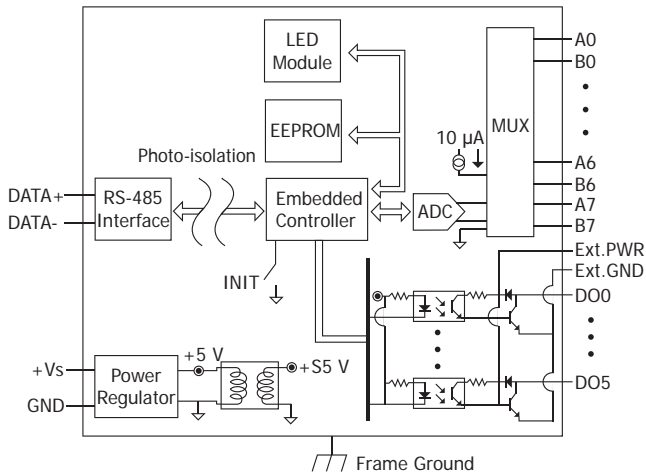 LED
Module
A0
B0
EEPROM
MUX
10 µA
Photo-isolation
A6
B6
DATA+
DATA-
RS-485
Interface
Embedded
Controller
ADC
A7
B7
Ext.PWR
Ext.GND
INIT
DO0
+Vs
GND
Power
Regulator
+5 V
+S5 V
DO5
Frame Ground